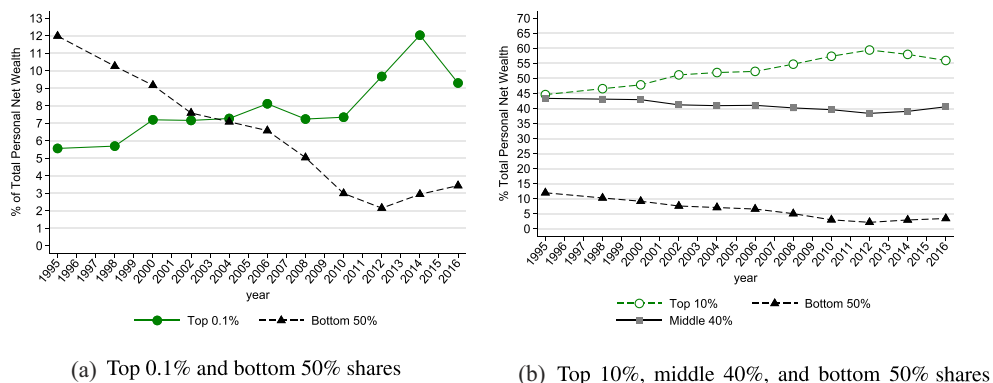 % of Total Personal Net Wealth
13
12
11
10
9
8
7
6
5
4
3
2
1
0
1995 1996 1997 1998 1999 2000 2001 2002 2003 2004 2005 2006 2007 2008 2009 2010 2011 2012 2013 2014 2015 2016
year
Top 0.1% Bottom 50%
(a) Top 0.1% and bottom 50% shares
% Total Personal Net Wealth
70
65
60
55
50
45
40
35
30
25
20
15
10
5
0
1995 1996 1997 1998 1999 2000 2001 2002 2003 2004 2005 2006 2007 2008 2009 2010 2011 2012 2013 2014 2015 2016
year
Top 10% Bottom 50%
Middle 40%
(b) Top 10%, middle 40%, and bottom 50% shares